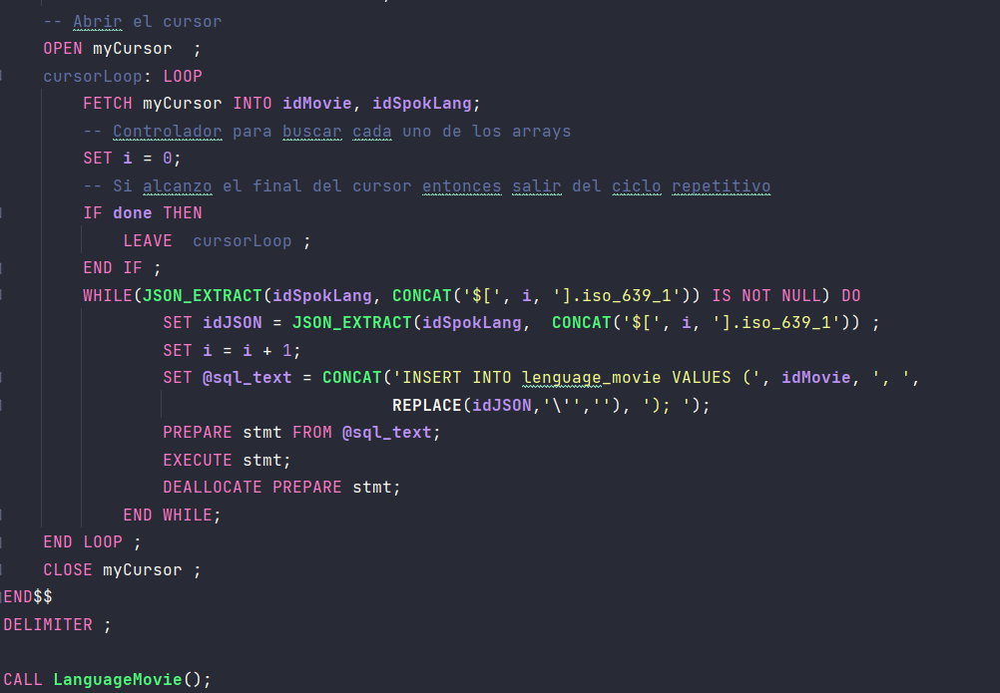 -- Abrir el cursor
OPEN myCursor  ;
cursorLoop: LOOP
FETCH myCursor INTO idMovie, idSpokLang;
-- Controlador para buscar cada uno de los arrays
SET i = 0;
-- Si alcanzo el final del cursor entonces salir del ciclo repetitivo
IF done THEN
LEAVE  cursorLoop ;
END IF ;
WHILE(JSON_EXTRACT(idSpokLang, CONCAT('$[', i, '].iso_639_1')) IS NOT NULL) DO
SET idJSON = JSON_EXTRACT(idSpokLang,  CONCAT('$[', i, '].iso_639_1')) ;
SET i = i + 1;
SET @sql_text = CONCAT('INSERT INTO lenguage_movie VALUES (', idMovie, ', ',
REPLACE(idJSON,'\'',''), '); ');
PREPARE stmt FROM @sql_text;
EXECUTE stmt;
DEALLOCATE PREPARE stmt;
END WHILE;
END LOOP ;
CLOSE myCursor ;
END$$
DELIMITER ;
CALL LanguageMovie();